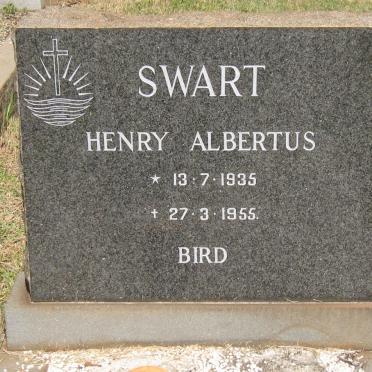 SWART
HENRY ALBERTUS
* 13·7·1935
† 27·3·1955.
BIRD